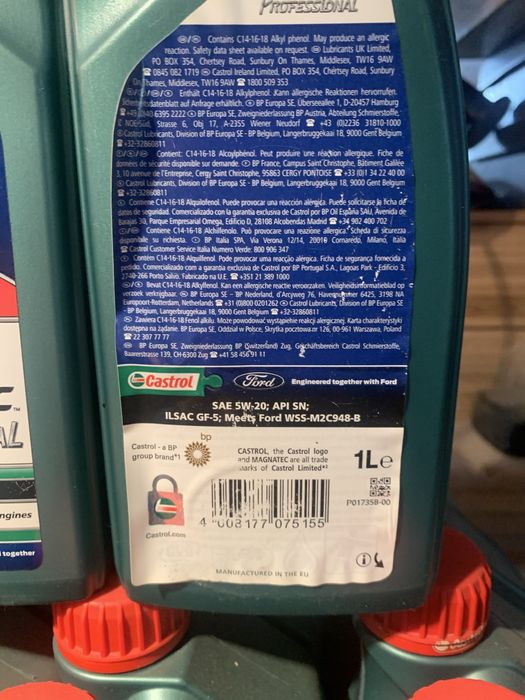 PROFESSIONAL
Contains C14-16-18 Alkyl phenol. May produce an allergic
reaction. Safety data sheet available on request. Lubricants UK Limited,
PO BOX 354, Chertsey Road, Sunbury On Thames, Middlesex, TW16 9AW
☎ 0845 082 1719 Castrol Ireland Limited, PO BOX 354, Chertsey Road, Sunbury
On Thames, Middlesex, TW16 9AW ☎ 1800 509 353
Enthält C14-16-18 Alkylphenol .Kann allergische Reaktionen hervorrufen.
Sicherheitsdatenblatt auf Anfrage erhältlich. BP Europa SE, Überseeallee 1, D-20457 Hamburg
☎ +49 (0)40 6395 2222 BP Europa SE, Zweigniederlassung BP Austria, Abteilung Schmierstoffe,
Strasse 6, Obj 17, A-2355 Wiener Neudorf ☎ +43 (0)2236 31810-1000
Castrol Lubricants, Division of BP Europa SE - BP Belgium, Langerbruggekaai 18, 9000 Gent Belgium
☎ +32-32860811
Contient: C14-16-18 Alcoylphénol. Peut produire une réaction allergique. Fiche de
données de sécurité disponible sur demande. BP France, Campus Saint Christophe, Bâtiment Galilée
3, 10 avenue de l'Entreprise, Cergy Saint Christophe, 95863 CERGY PONTOISE ☎ +33 (0)1 34 22 40 00
Castrol Lubricants, Division of BP Europa SE - BP Belgium, Langerbruggekaai 18, 9000 Gent Belgium
☎ +32-32860811
Contiene C14-16-18 Alquilofenol. Puede provocar una reacción alérgica. Puede solicitarse la ficha de
datos de seguridad. Comercializado con la garantía exclusiva de Castrol por BP Oil España SAU, Avenida de
Barajas 30, Parque Empresarial Omega, Edificio D, 28108 Alcobendas Madrid ☎ +34 902 400 702
Contiene C14-16-18 Alchilfenolo. Può provocare una reazione allergica. Scheda di sicurezza
disponibile su richiesta. BP Italia SPA, Via Verona 12/14, 20010 Cornaredo, Milano, Italia
☎ Castrol Customer Service Italia Numero Verde: 800 906 347
Contém C14-16-18 Alquilfenol. Pode provocar uma reacção alérgica. Ficha de segurança fornecida a
pedido. Comercializado com a garantia exclusiva de Castrol por BP Portugal S.A., Lagoas Park - Edifício 3,
2740-266 Porto Salvo. Fabricado na U.E. ☎ +351 21 389 1000
Bevat C14-16-18 Alkylfenol. Kan een allergische reactie veroorzaken. Veiligheidsinformatieblad op
verzoek verkrijgbaar. BP Europa SE - BP Nederland, d'Arcyweg 76, Havennummer 6425, 3198 NA
Europoort-Rotterdam, Netherlands ☎ +31 (0)800 0201262 Castrol Lubricants, Division of BP Europa SE
- BP Belgium, Langerbruggekaai 18, 9000 Gent, Belgium ☎ +32-32860811
Zawiera C14-16-18 Fenol alkilu. Może powodować wystąpienie reakcji alergicznej. Karta charakterystyki
dostępna na żądanie. BP Europa SE, Oddział w Polsce, Skrytka pocztowa nr 126, 00-961 Warszawa, Poland
☎ 22 307 77 77
BP Europa SE, Zweigniederlassung BP (Switzerland) Zug, Geschäftsbereich Castrol Schmierstoffe,
Baarerstrasse 139, CH-6300 Zug ☎ +41 58 456 91 11
Castrol Ford Engineered together with Ford
SAE 5W-20; API SN;
ILSAC GF-5; Meets Ford WSS-M2C948-B
bp
Castrol - a BP
group brand*1
CASTROL, the Castrol logo
and MAGNATEC are all trade
marks of Castrol Limited*2
1Le
P01735B-00
Castrol
Castrol.com
4 008177 075155
MANUFACTURED IN THE EU
ngines
together
Castrol